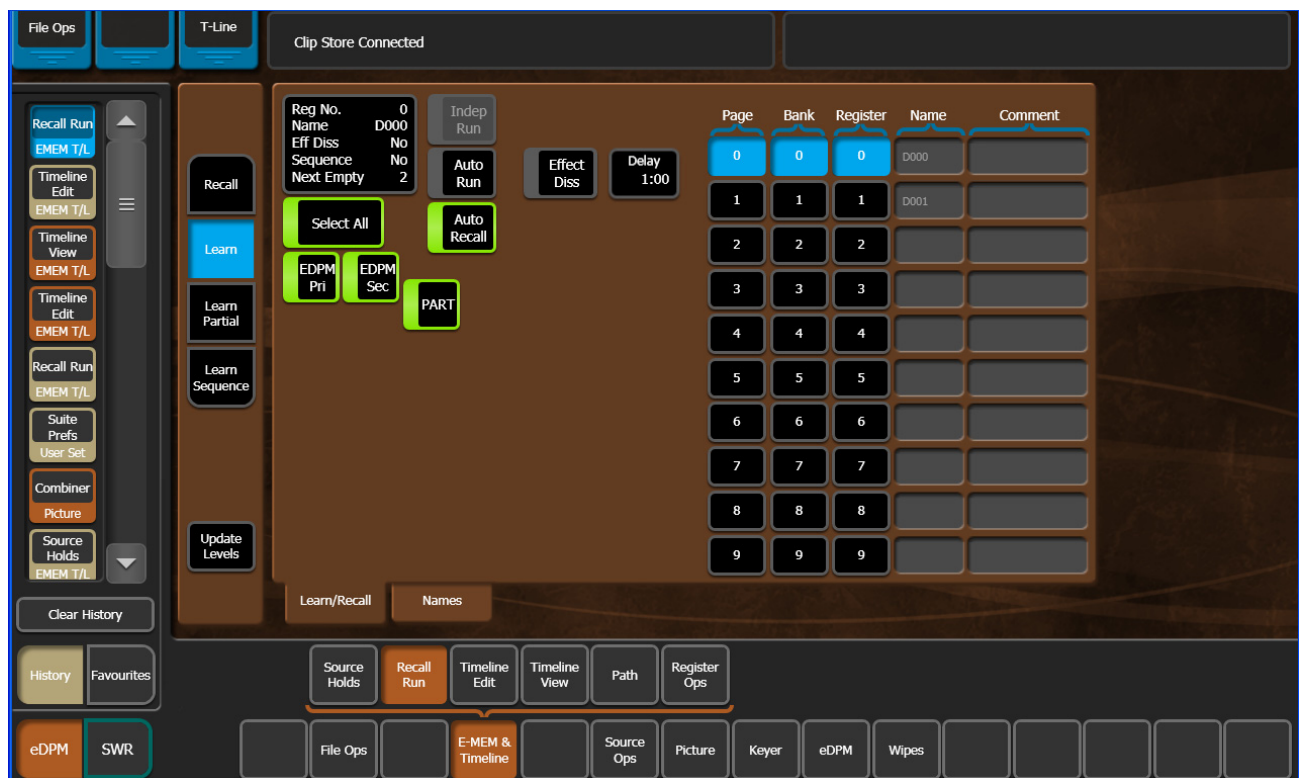 File Ops
T-Line
Clip Store Connected
Recall Run
EMEM T/L
Timeline
Edit
EMEM T/L
Timeline
View
EMEM T/L
Timeline
Edit
EMEM T/L
Recall Run
EMEM T/L
Suite
Prefs
User Set
Combiner
Picture
Source
Holds
EMEM T/L
Clear History
History
Favourites
eDPM
SWR
Recall
Learn
Learn
Partial
Learn
Sequence
Update
Levels
Reg No. 0
Name D000
Eff Diss No
Sequence No
Next Empty 2
Indep
Run
Auto
Run
Auto
Recall
Effect
Diss
Delay
1:00
Select All
EDPM
Pri
EDPM
Sec
PART
Page Bank Register Name Comment
0 0 0 D000
1 1 1 D001
2 2 2
3 3 3
4 4 4
5 5 5
6 6 6
7 7 7
8 8 8
9 9 9
Learn/Recall
Names
Source
Holds
Recall
Run
Timeline
Edit
Timeline
View
Path
Register
Ops
File Ops
E-MEM &
Timeline
Source
Ops
Picture
Keyer
eDPM
Wipes